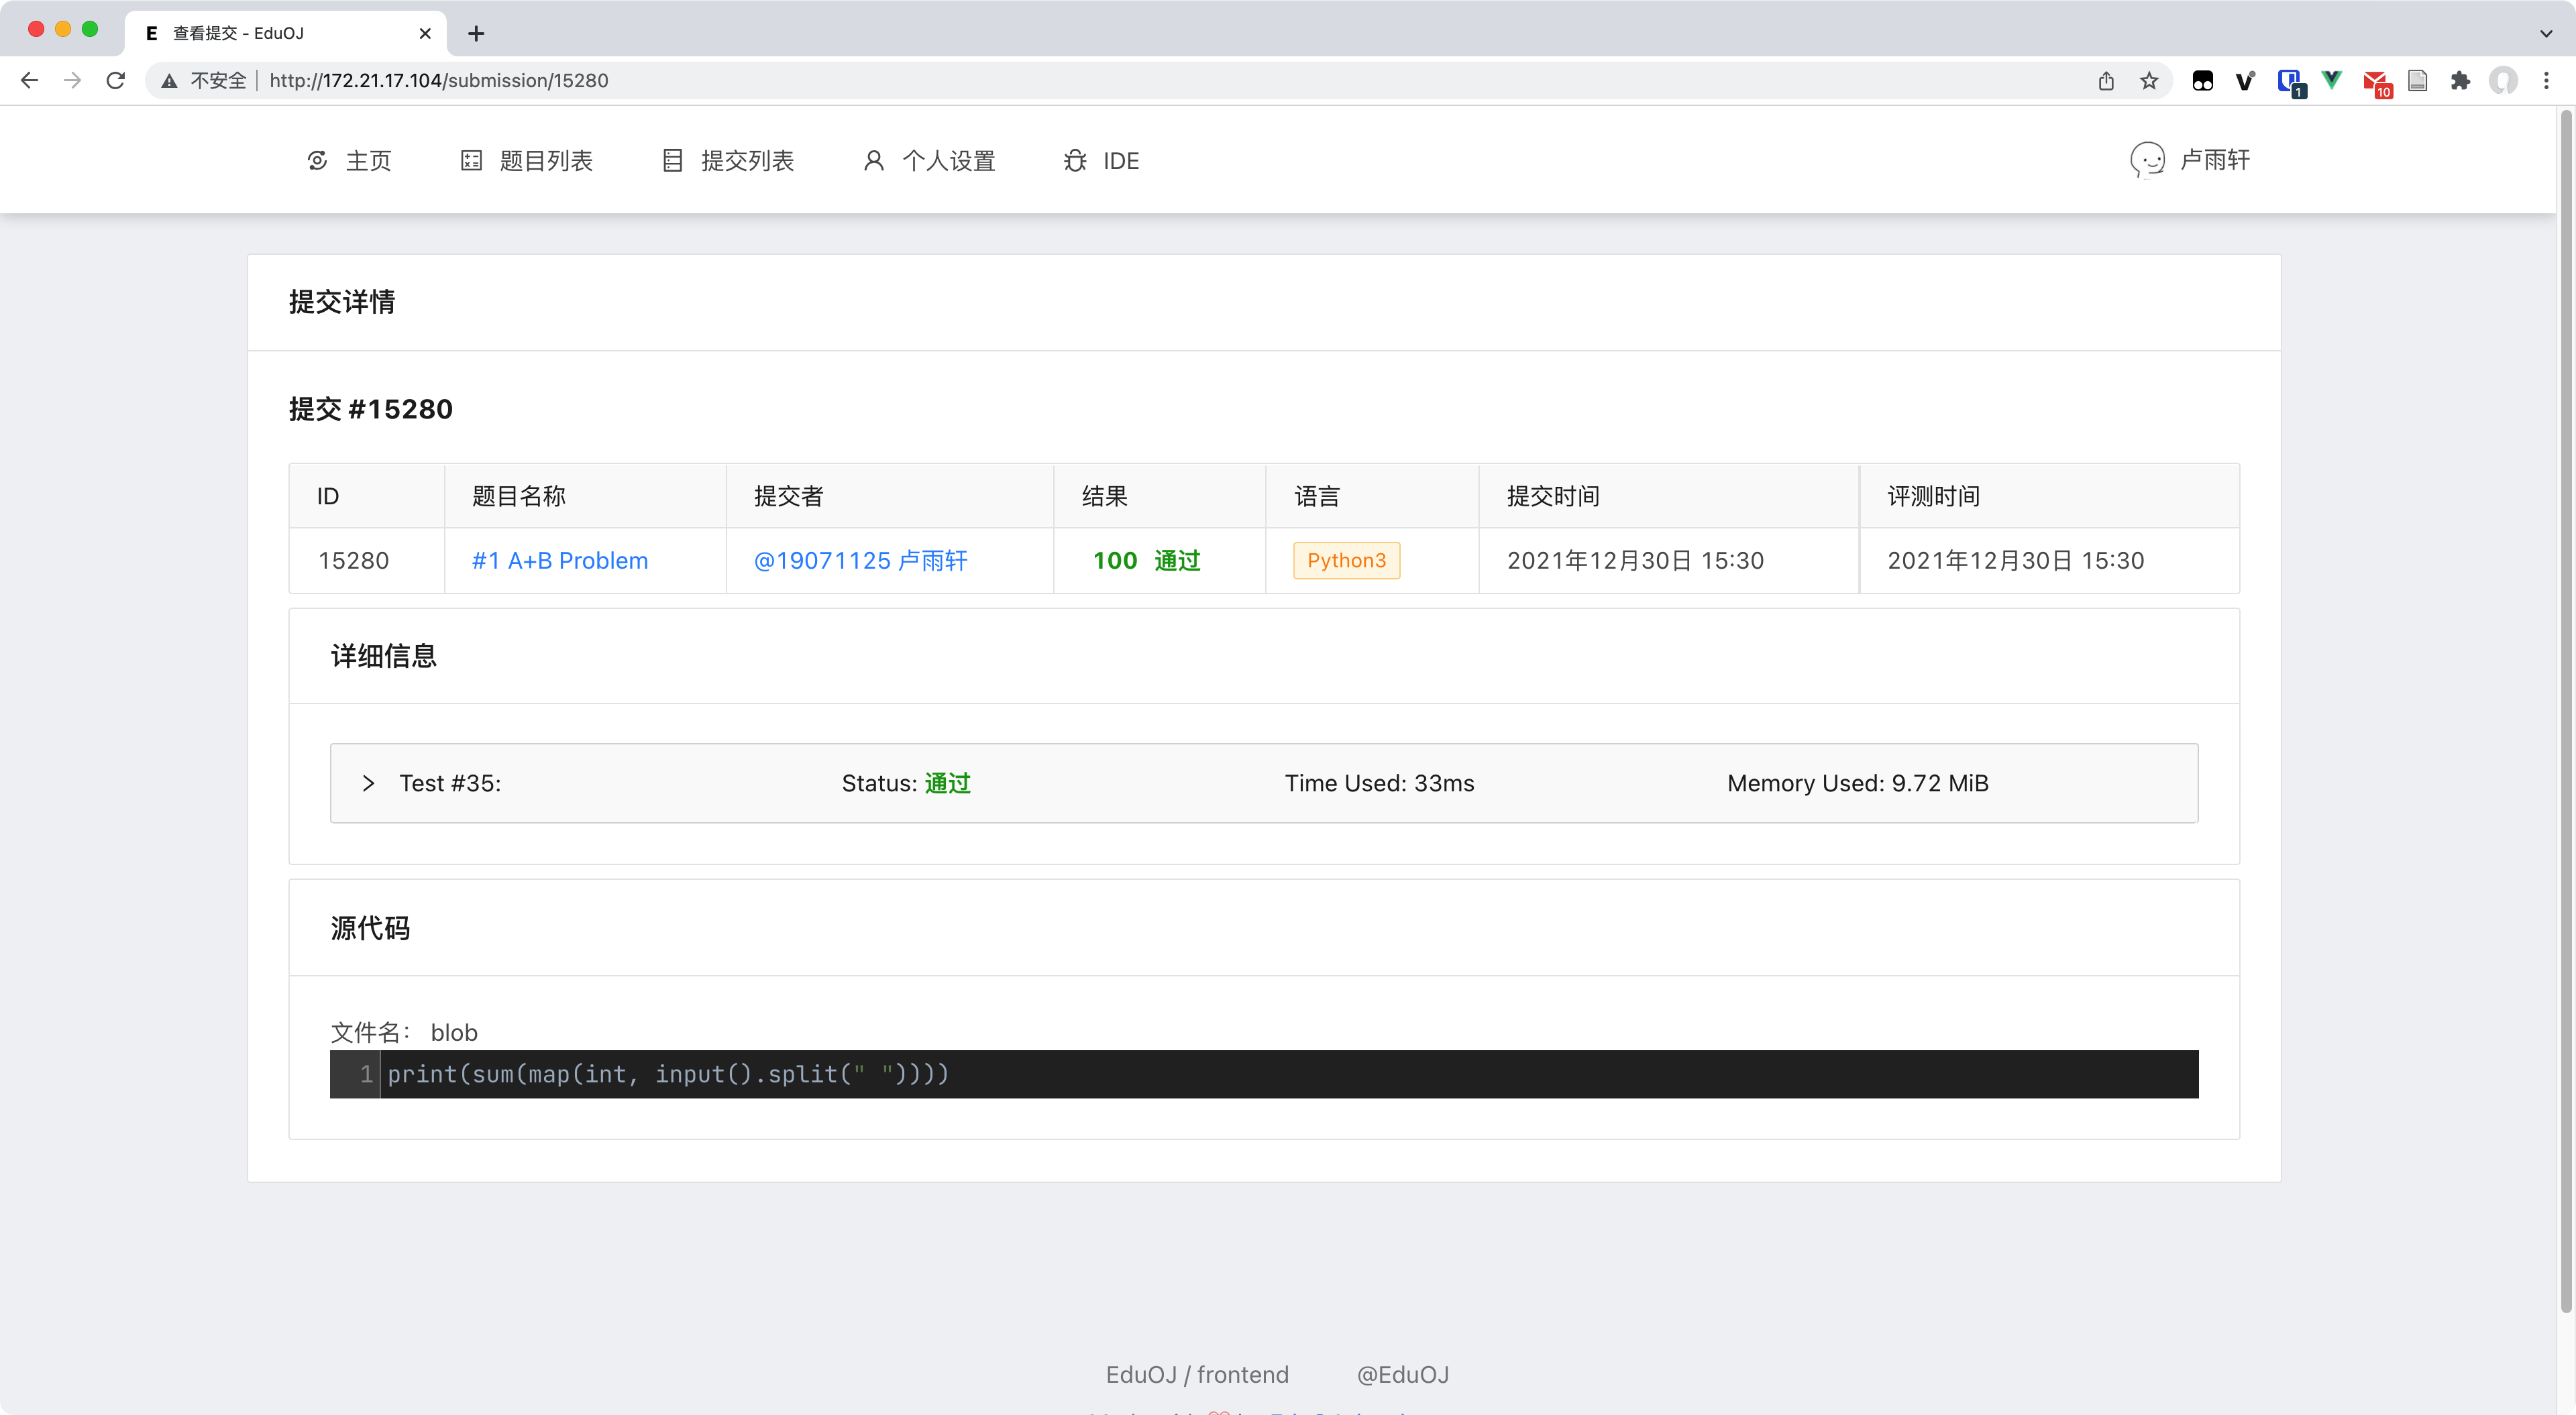 E 查看提交 - EduOJ
不安全 http://172.21.17.104/submission/15280
1
10
主页 题目列表 提交列表 个人设置 IDE 卢雨轩
提交详情
提交 #15280
ID 题目名称 提交者 结果 语言 提交时间 评测时间
15280 #1 A+B Problem @19071125 卢雨轩 100 通过 Python3 2021年12月30日 15:30 2021年12月30日 15:30
详细信息
Test #35: Status: 通过 Time Used: 33ms Memory Used: 9.72 MiB
源代码
文件名： blob
1 print(sum(map(int, input().split(" "))))
EduOJ / frontend @EduOJ